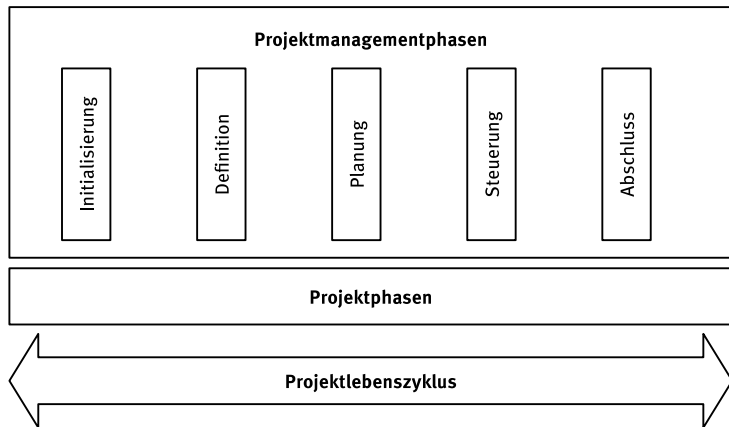 Projektmanagementphasen
Initialisierung
Definition
Planung
Steuerung
Abschluss
Projektphasen
Projektlebenszyklus